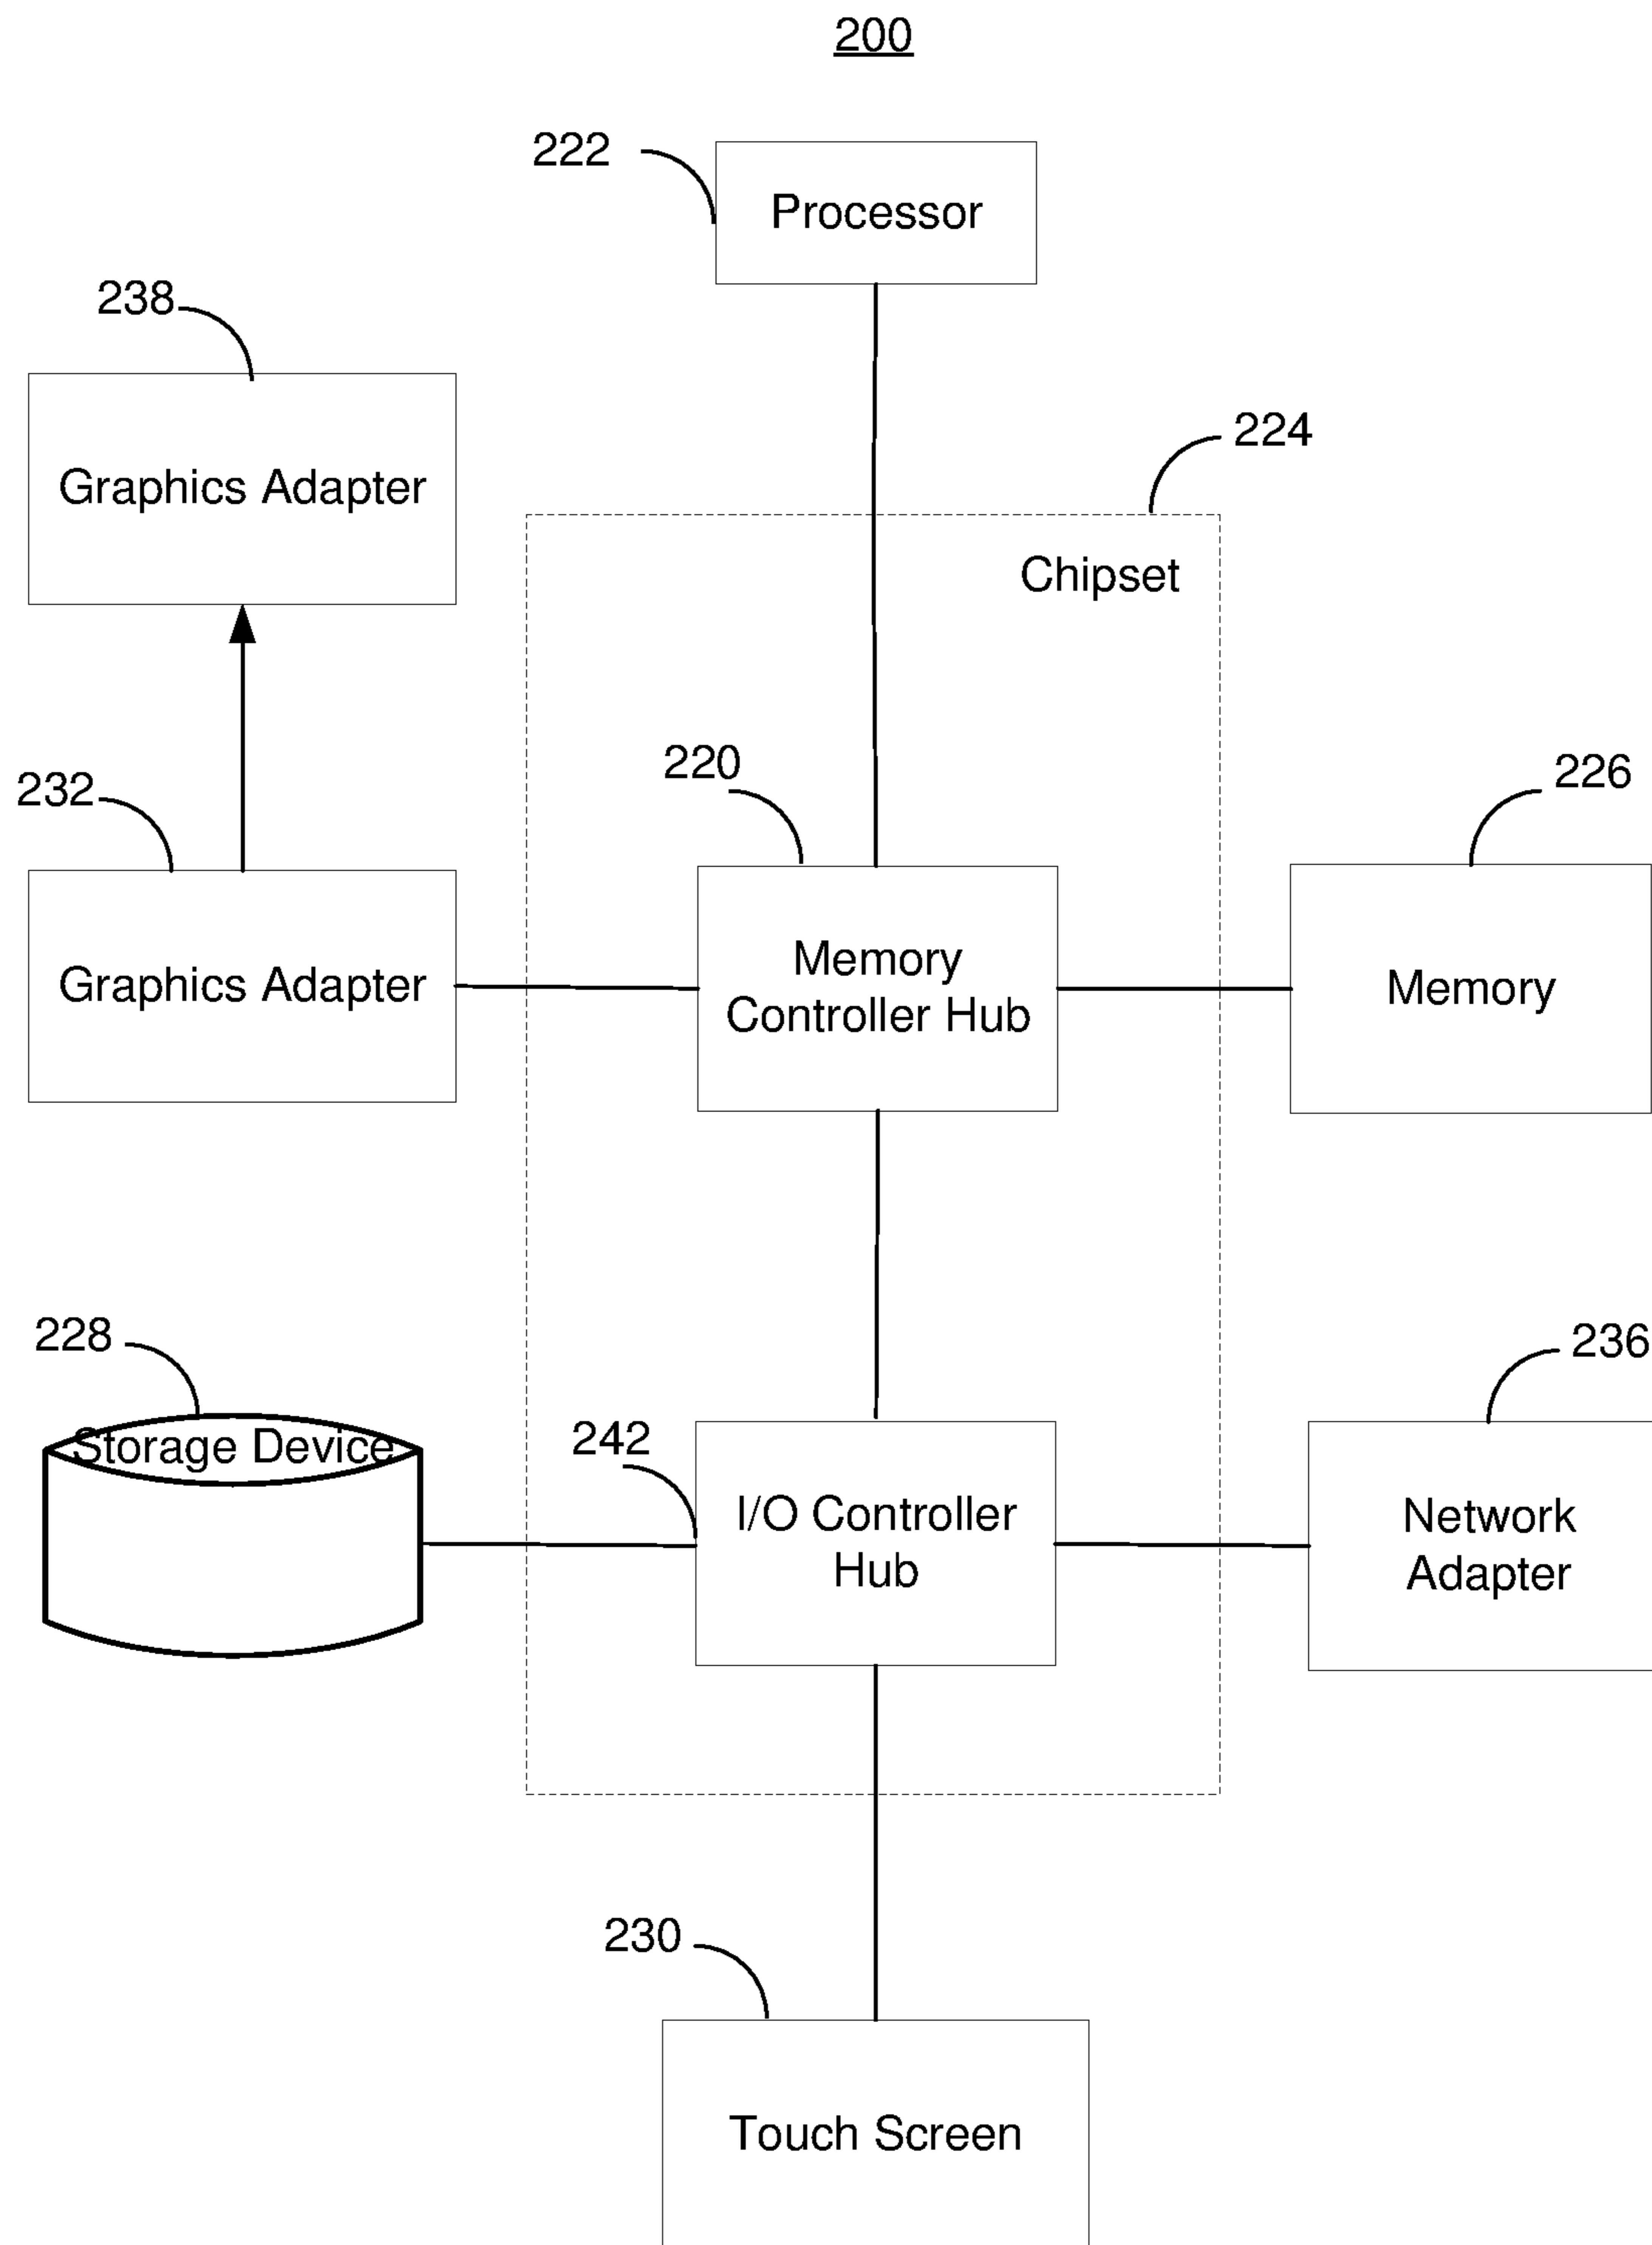 200
222
Processor
238
Graphics Adapter
224
Chipset
220
232
226
Graphics Adapter
Memory
Controller Hub
Memory
228
236
Storage Device
242
I/O Controller
Hub
Network
Adapter
230
Touch Screen